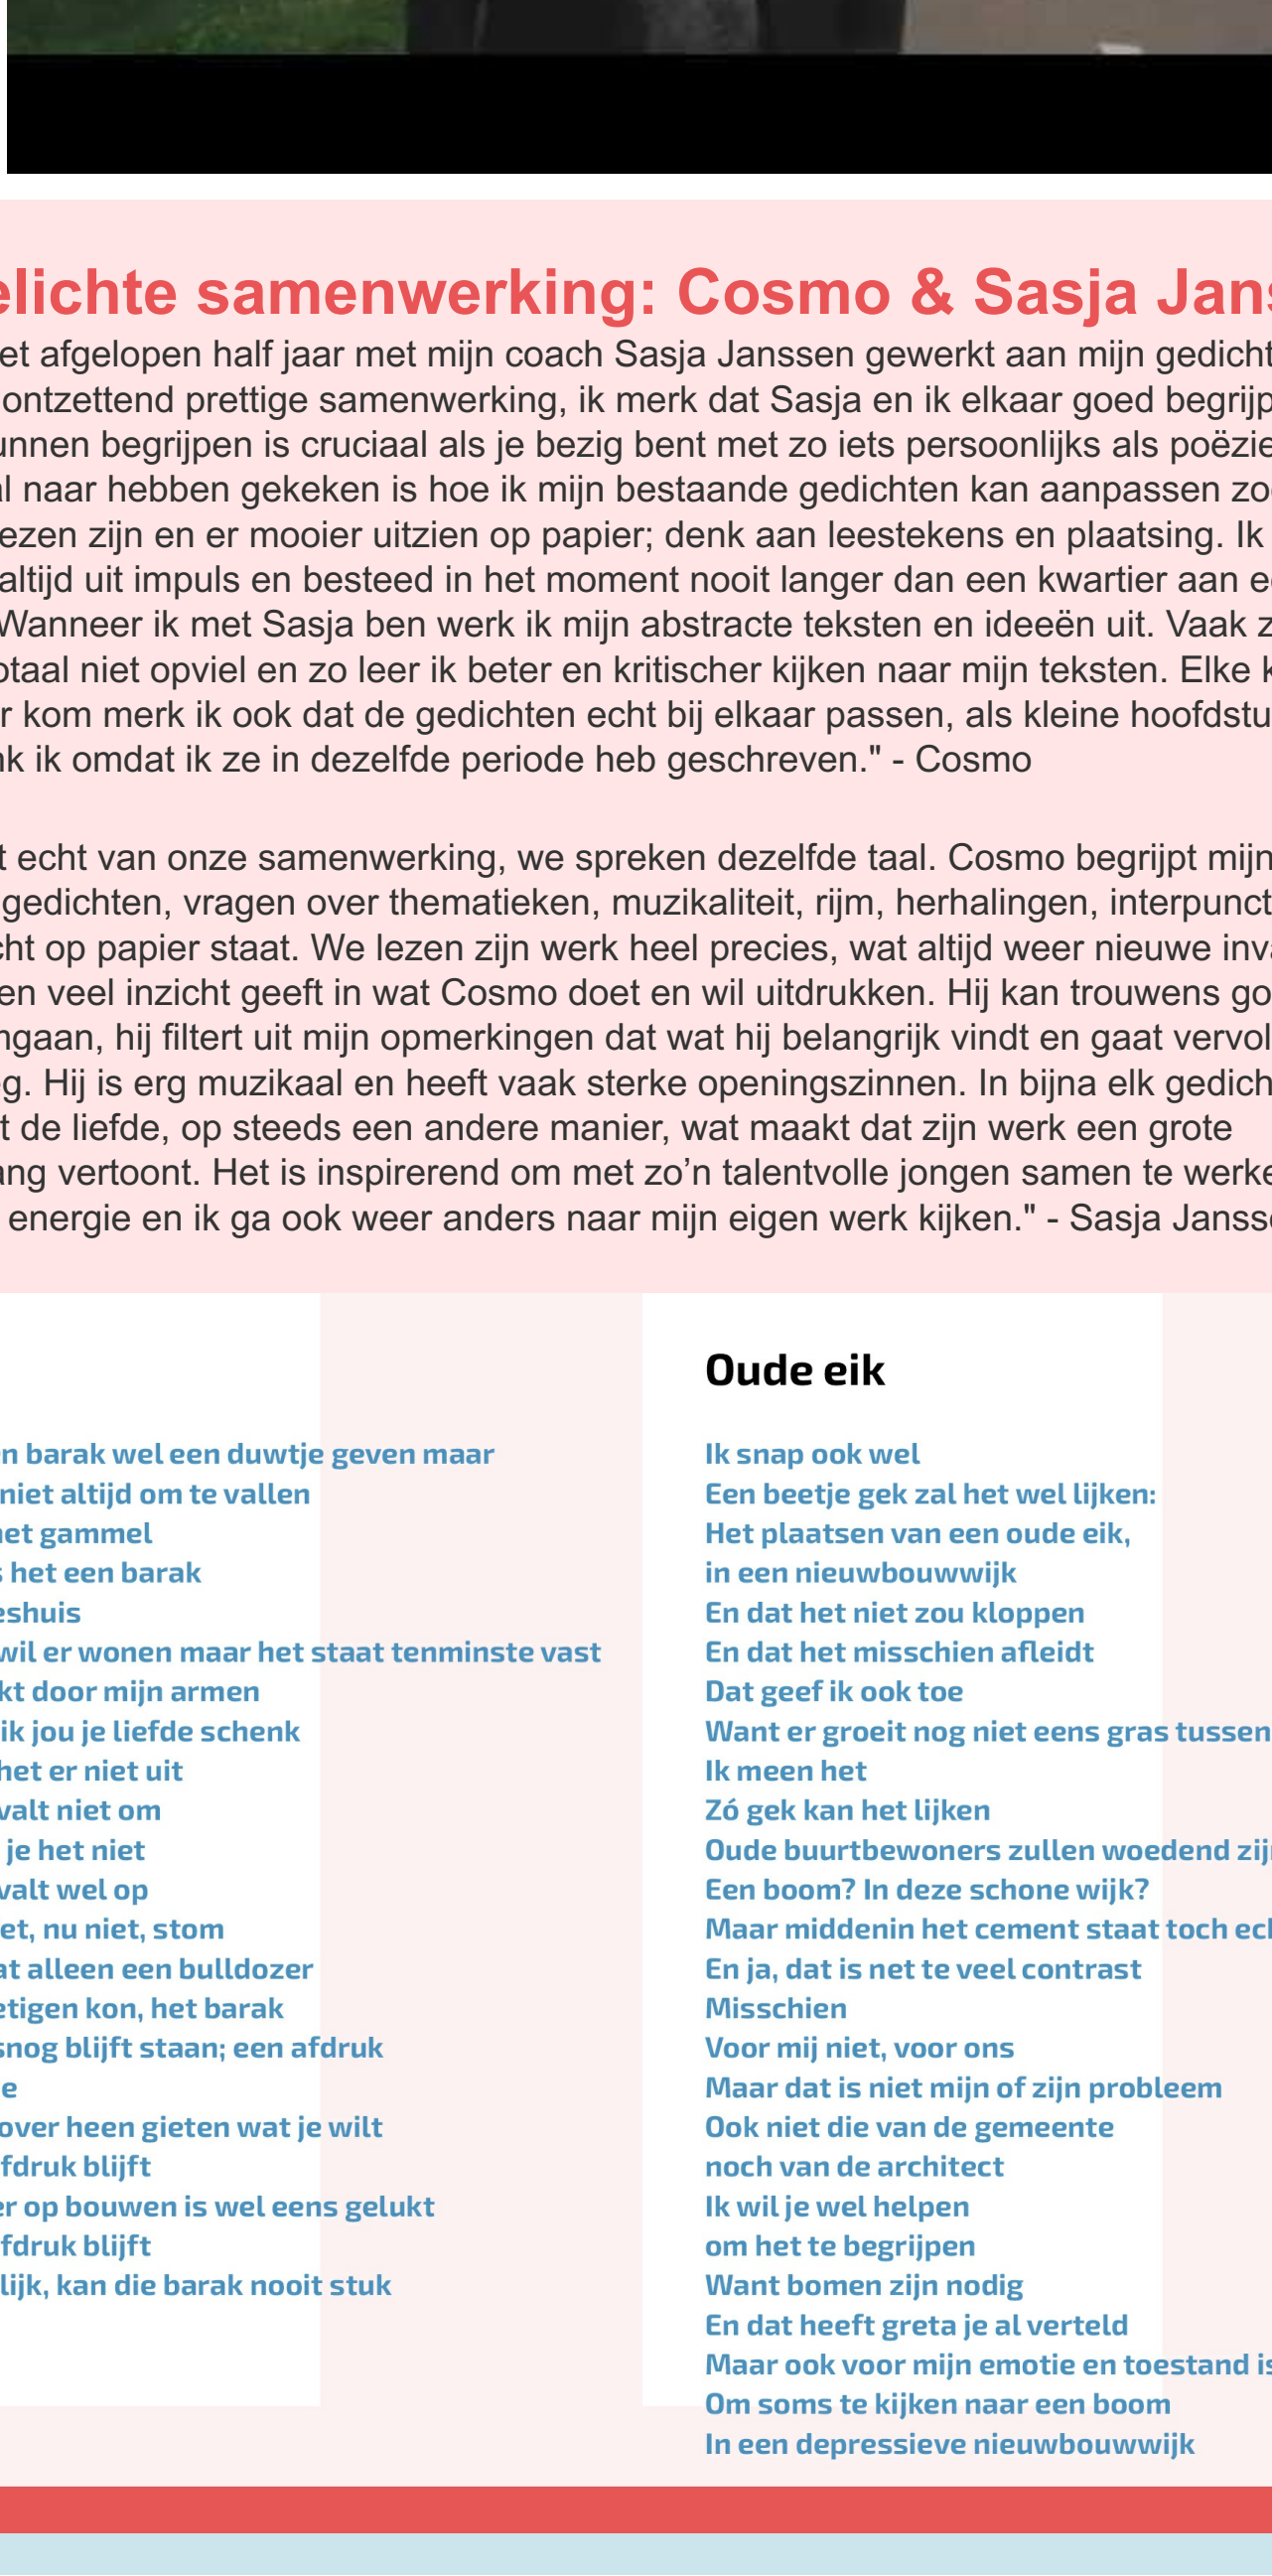 elichte samenwerking: Cosmo & Sasja Jans
et afgelopen half jaar met mijn coach Sasja Janssen gewerkt aan mijn gedicht
ontzettend prettige samenwerking, ik merk dat Sasja en ik elkaar goed begrijp
unnen begrijpen is cruciaal als je bezig bent met zo iets persoonlijks als poëzie
al naar hebben gekeken is hoe ik mijn bestaande gedichten kan aanpassen zo
ezen zijn en er mooier uitzien op papier; denk aan leestekens en plaatsing. Ik
altijd uit impuls en besteed in het moment nooit langer dan een kwartier aan e
Wanneer ik met Sasja ben werk ik mijn abstracte teksten en ideeën uit. Vaak z
otaal niet opviel en zo leer ik beter en kritischer kijken naar mijn teksten. Elke k
r kom merk ik ook dat de gedichten echt bij elkaar passen, als kleine hoofdstu
nk ik omdat ik ze in dezelfde periode heb geschreven." - Cosmo
t echt van onze samenwerking, we spreken dezelfde taal. Cosmo begrijpt mijn
gedichten, vragen over thematieken, muzikaliteit, rijm, herhalingen, interpunct
cht op papier staat. We lezen zijn werk heel precies, wat altijd weer nieuwe inva
en veel inzicht geeft in wat Cosmo doet en wil uitdrukken. Hij kan trouwens go
ngaan, hij filtert uit mijn opmerkingen dat wat hij belangrijk vindt en gaat vervol
eg. Hij is erg muzikaal en heeft vaak sterke openingszinnen. In bijna elk gedich
t de liefde, op steeds een andere manier, wat maakt dat zijn werk een grote
ang vertoont. Het is inspirerend om met zo’n talentvolle jongen samen te werke
energie en ik ga ook weer anders naar mijn eigen werk kijken." - Sasja Jansse
n barak wel een duwtje geven maar
niet altijd om te vallen
het gammel
s het een barak
eshuis
wil er wonen maar het staat tenminste vast
kt door mijn armen
ik jou je liefde schenk
het er niet uit
valt niet om
je het niet
valt wel op
et, nu niet, stom
at alleen een bulldozer
etigen kon, het barak
snog blijft staan; een afdruk
e
over heen gieten wat je wilt
fdruk blijft
er op bouwen is wel eens gelukt
fdruk blijft
lijk, kan die barak nooit stuk
Oude eik
Ik snap ook wel
Een beetje gek zal het wel lijken:
Het plaatsen van een oude eik,
in een nieuwbouwwijk
En dat het niet zou kloppen
En dat het misschien afleidt
Dat geef ik ook toe
Want er groeit nog niet eens gras tussen
Ik meen het
Zó gek kan het lijken
Oude buurtbewoners zullen woedend zij
Een boom? In deze schone wijk?
Maar middenin het cement staat toch ec
En ja, dat is net te veel contrast
Misschien
Voor mij niet, voor ons
Maar dat is niet mijn of zijn probleem
Ook niet die van de gemeente
noch van de architect
Ik wil je wel helpen
om het te begrijpen
Want bomen zijn nodig
En dat heeft greta je al verteld
Maar ook voor mijn emotie en toestand is
Om soms te kijken naar een boom
In een depressieve nieuwbouwwijk